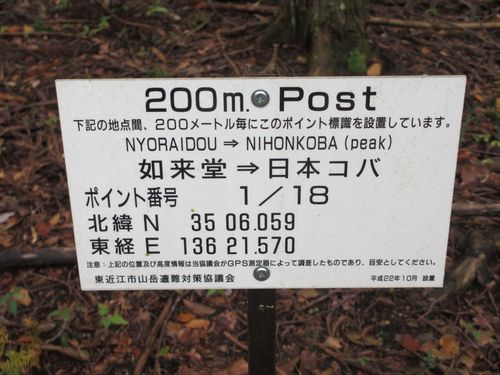 200m. Post
下記の地点間、200メートル毎にこのポイント標識を設置しています。
NYORAIDOU ⇒ NIHONKOBA (peak)
如来堂 ⇒ 日本コバ
ポイント番号 1/18
北緯 N 35 06.059
東経 E 136 21.570
注意：上記の位置及び高度情報は当協議会がGPS測定器によって調査したものであり、目安としてください。
東近江市山岳遭難対策協議会 平成22年10月 設置